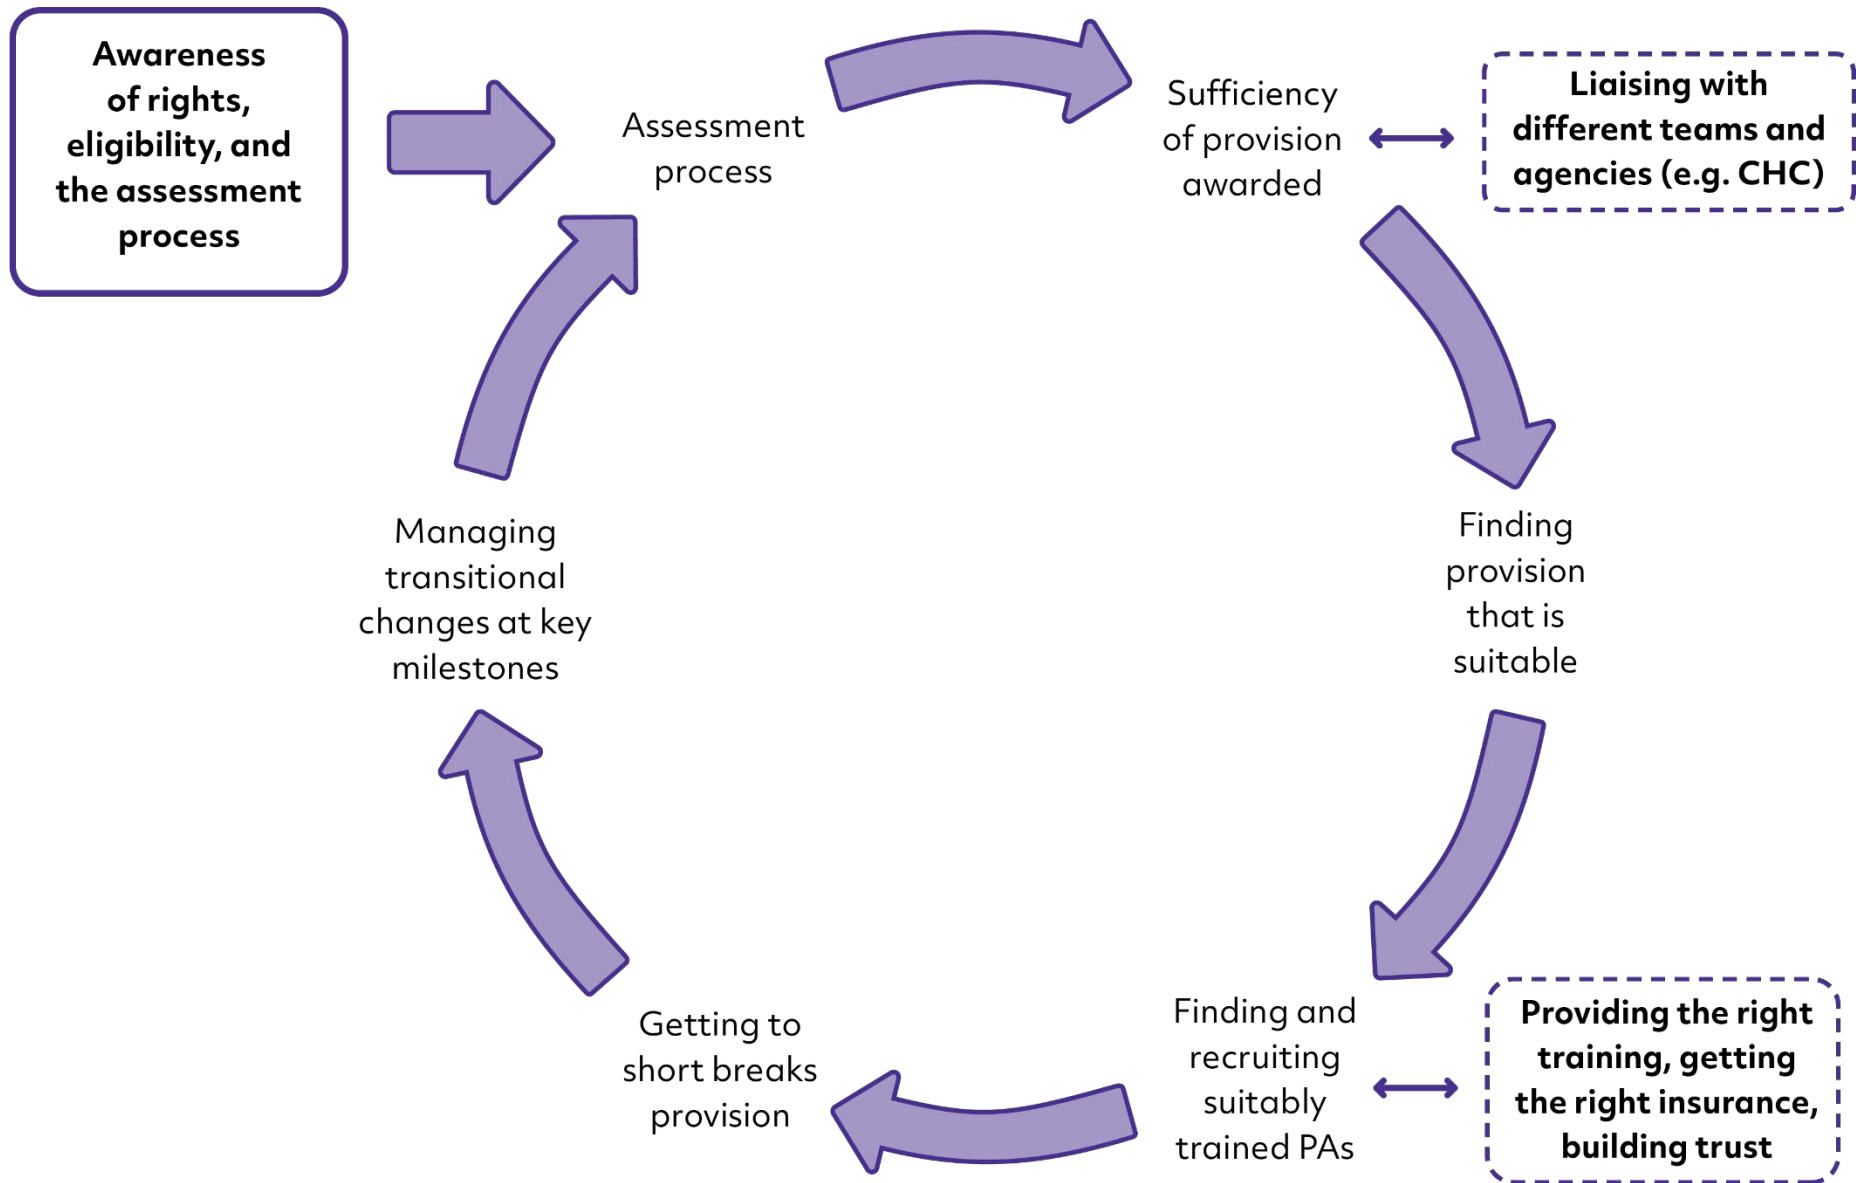 Awareness
of rights,
eligibility, and
the assessment
process
Assessment
process
Sufficiency
of provision
awarded
Liaising with
different teams and
agencies (e.g. CHC)
Finding
provision
that is
suitable
Finding and
recruiting
suitably
trained PAs
Providing the right
training, getting
the right insurance,
building trust
Getting to
short breaks
provision
Managing
transitional
changes at key
milestones